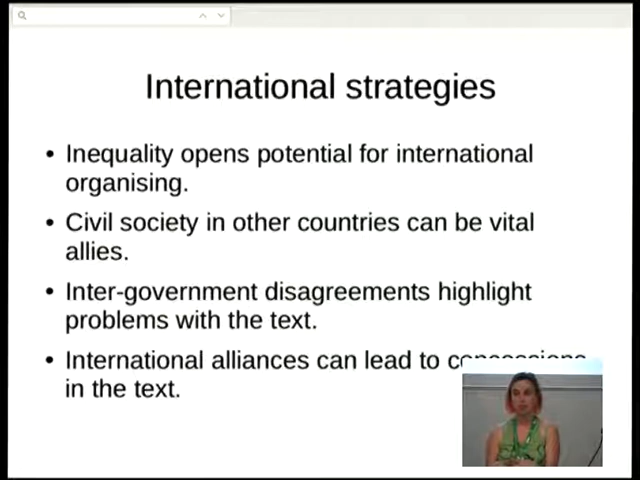 International strategies
• Inequality opens potential for international
organising.
• Civil society in other countries can be vital
allies.
• Inter-government disagreements highlight
problems with the text.
• International alliances can lead to concessions
in the text.